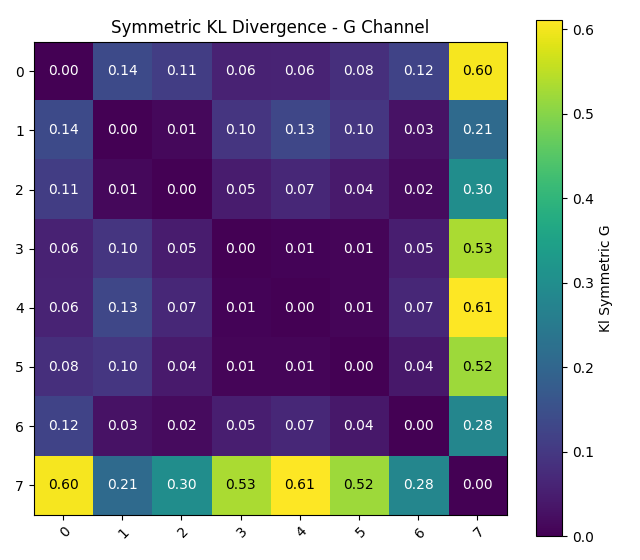 Symmetric KL Divergence - G Channel
0 0.00 0.14 0.11 0.06 0.06 0.08 0.12 0.60
1 0.14 0.00 0.01 0.10 0.13 0.10 0.03 0.21
2 0.11 0.01 0.00 0.05 0.07 0.04 0.02 0.30
3 0.06 0.10 0.05 0.00 0.01 0.01 0.05 0.53
4 0.06 0.13 0.07 0.01 0.00 0.01 0.07 0.61
5 0.08 0.10 0.04 0.01 0.01 0.00 0.04 0.52
6 0.12 0.03 0.02 0.05 0.07 0.04 0.00 0.28
7 0.60 0.21 0.30 0.53 0.61 0.52 0.28 0.00
0 1 2 3 4 5 6 7
0.6
0.5
0.4
0.3
0.2
0.1
0.0
Kl Symmetric G